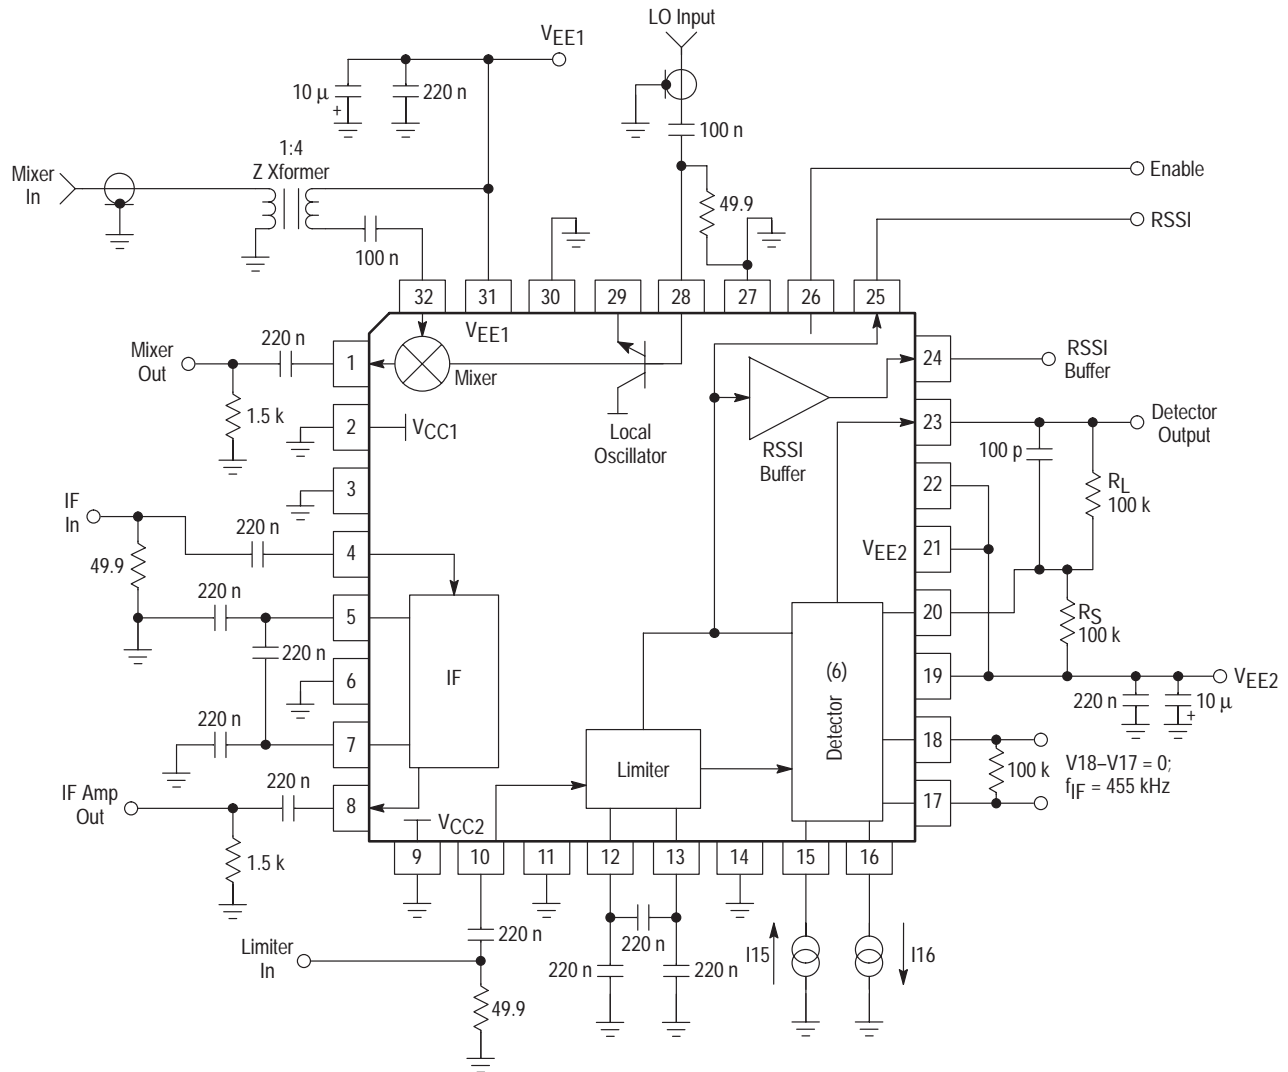 LO Input
VEE1
10 μ
+
220 n
100 n
1:4
Z Xformer
Mixer
In
Enable
49.9
RSSI
100 n
32
31
30
29
28
27
26
25
VEE1
220 n
Mixer
Out
1
Mixer
24
RSSI
Buffer
1.5 k
2
VCC1
Local
Oscillator
RSSI
Buffer
23
Detector
Output
100 p
3
22
RL
100 k
IF
In
220 n
4
VEE2
21
49.9
220 n
5
20
RS
100 k
220 n
IF
(6)
Detector
6
19
VEE2
220 n
10 μ
+
220 n
7
Limiter
18
100 k
V18–V17 = 0;
fIF = 455 kHz
220 n
IF Amp
Out
8
17
VCC2
1.5 k
9
10
11
12
13
14
15
16
220 n
220 n
I15
I16
Limiter
In
220 n
220 n
49.9